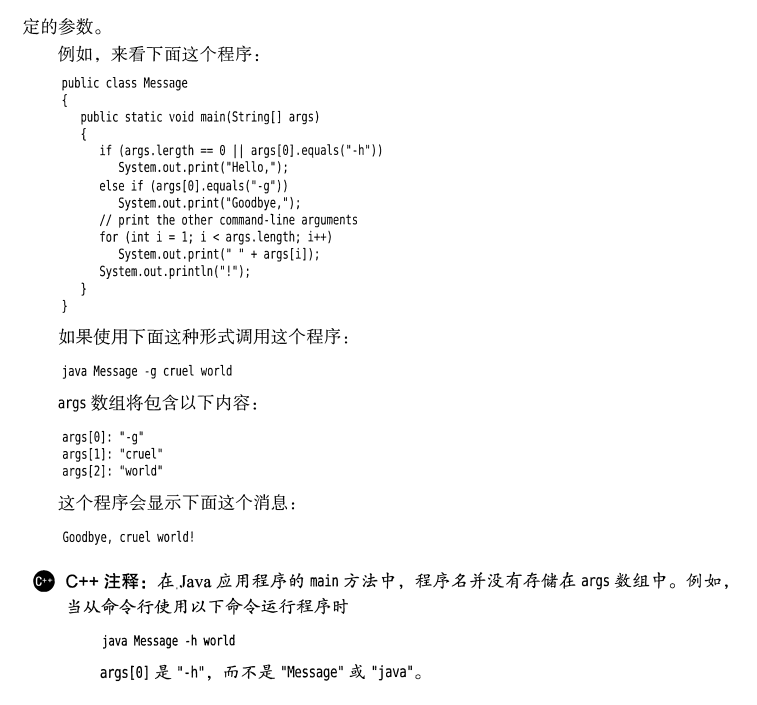 定的参数。
例如，来看下面这个程序：
public class Message
{
   public static void main(String[] args)
   {
      if (args.length == 0 || args[0].equals("-h"))
         System.out.print("Hello,");
      else if (args[0].equals("-g"))
         System.out.print("Goodbye,");
      // print the other command-line arguments
      for (int i = 1; i < args.length; i++)
         System.out.print(" " + args[i]);
      System.out.println("!");
   }
}
如果使用下面这种形式调用这个程序：
java Message -g cruel world
args 数组将包含以下内容：
args[0]: "-g"
args[1]: "cruel"
args[2]: "world"
这个程序会显示下面这个消息：
Goodbye, cruel world!
C++ C++ 注释：在 Java 应用程序的 main 方法中，程序名并没有存储在 args 数组中。例如，
当从命令行使用以下命令运行程序时
java Message -h world
args[0] 是 "-h"，而不是 "Message" 或 "java"。